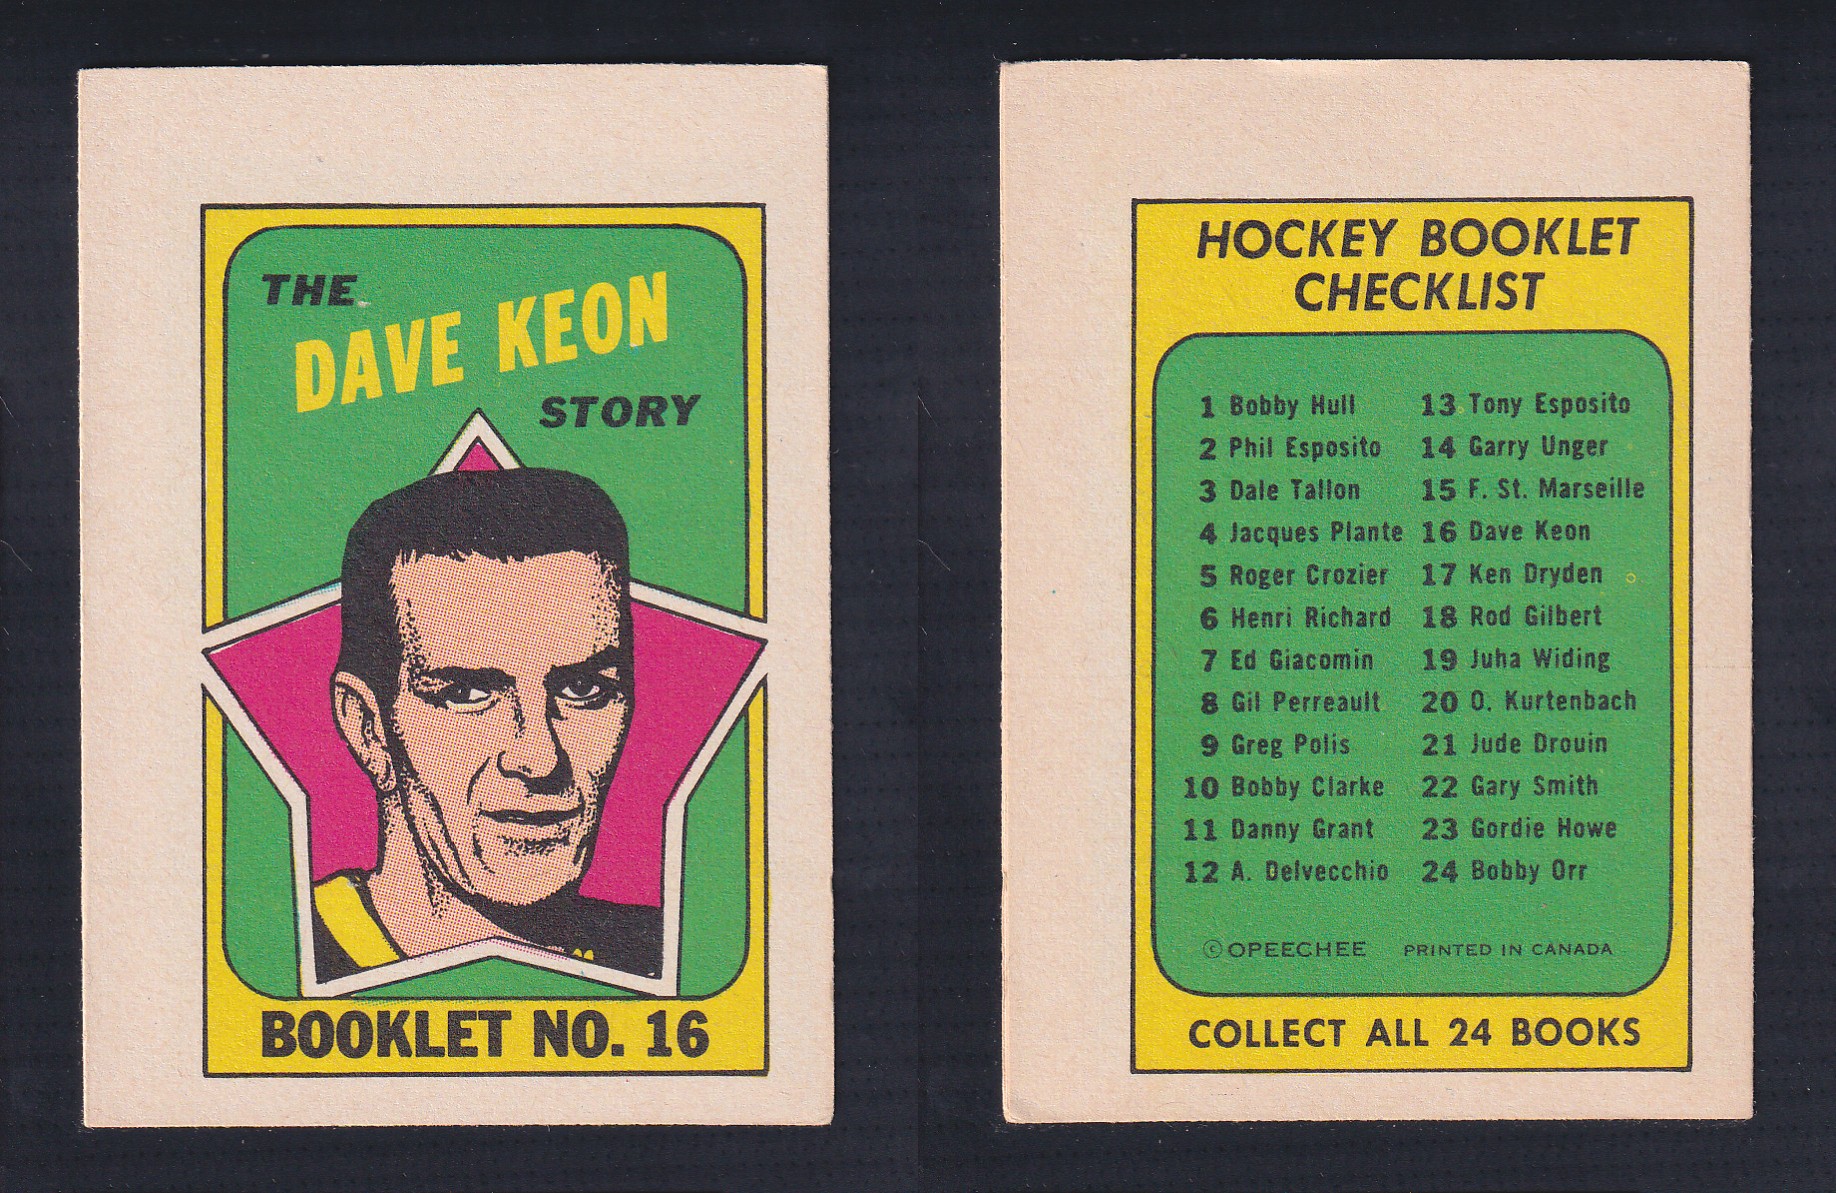 THE
DAVE KEON
STORY
BOOKLET NO. 16
HOCKEY BOOKLET
CHECKLIST
1 Bobby Hull
2 Phil Esposito
3 Dale Tallon
4 Jacques Plante
5 Roger Crozier
6 Henri Richard
7 Ed Giacomin
8 Gil Perreault
9 Greg Polis
10 Bobby Clarke
11 Danny Grant
12 A. Delvecchio
13 Tony Esposito
14 Garry Unger
15 F. St. Marseille
16 Dave Keon
17 Ken Dryden
18 Rod Gilbert
19 Juha Widing
20 O. Kurtenbach
21 Jude Drouin
22 Gary Smith
23 Gordie Howe
24 Bobby Orr
©OPEECHEE PRINTED IN CANADA
COLLECT ALL 24 BOOKS